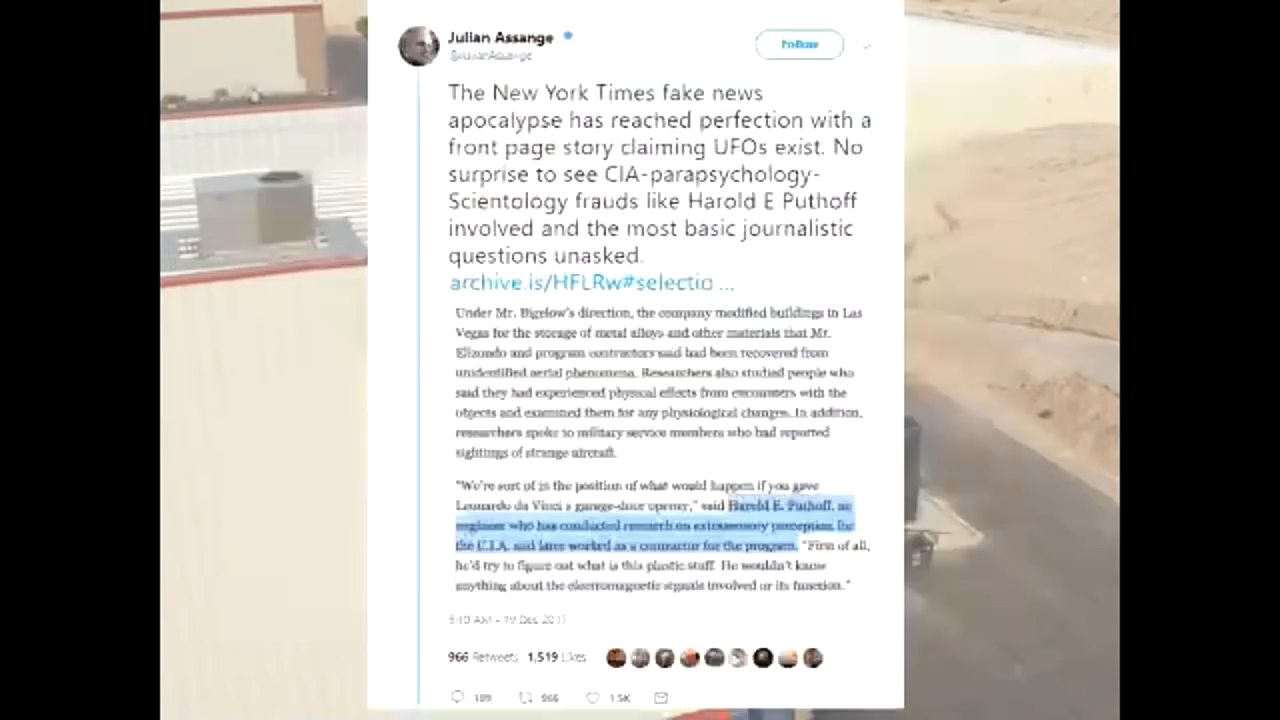 Julian Assange
@JulianAssange
Follow
The New York Times fake news
apocalypse has reached perfection with a
front page story claiming UFOs exist. No
surprise to see CIA-parapsychology-
Scientology frauds like Harold E Puthoff
involved and the most basic journalistic
questions unasked.
archive.is/HFLRw#selectio ...
Under Mr. Bigelow's direction, the company modified buildings in Las
Vegas for the storage of metal alloys and other materials that Mr.
Elizondo and program contractors said had been recovered from
unidentified aerial phenomena. Researchers also studied people who
said they had experienced physical effects from encounters with the
objects and examined them for any physiological changes. In addition,
researchers spoke to military service members who had reported
sightings of strange aircraft.
"We're sort of in the position of what would happen if you gave
Leonardo da Vinci a garage-door opener," said Harold E. Puthoff, an
engineer who has conducted research on extrasensory perception for
the C.I.A. and later worked as a contractor for the program. "First of all,
he'd try to figure out what is this plastic stuff. He wouldn't know
anything about the electromagnetic signals involved or its function."
AM - 19 Dec 2017
966 Retweets 1,519 Likes
189 966 1.5K